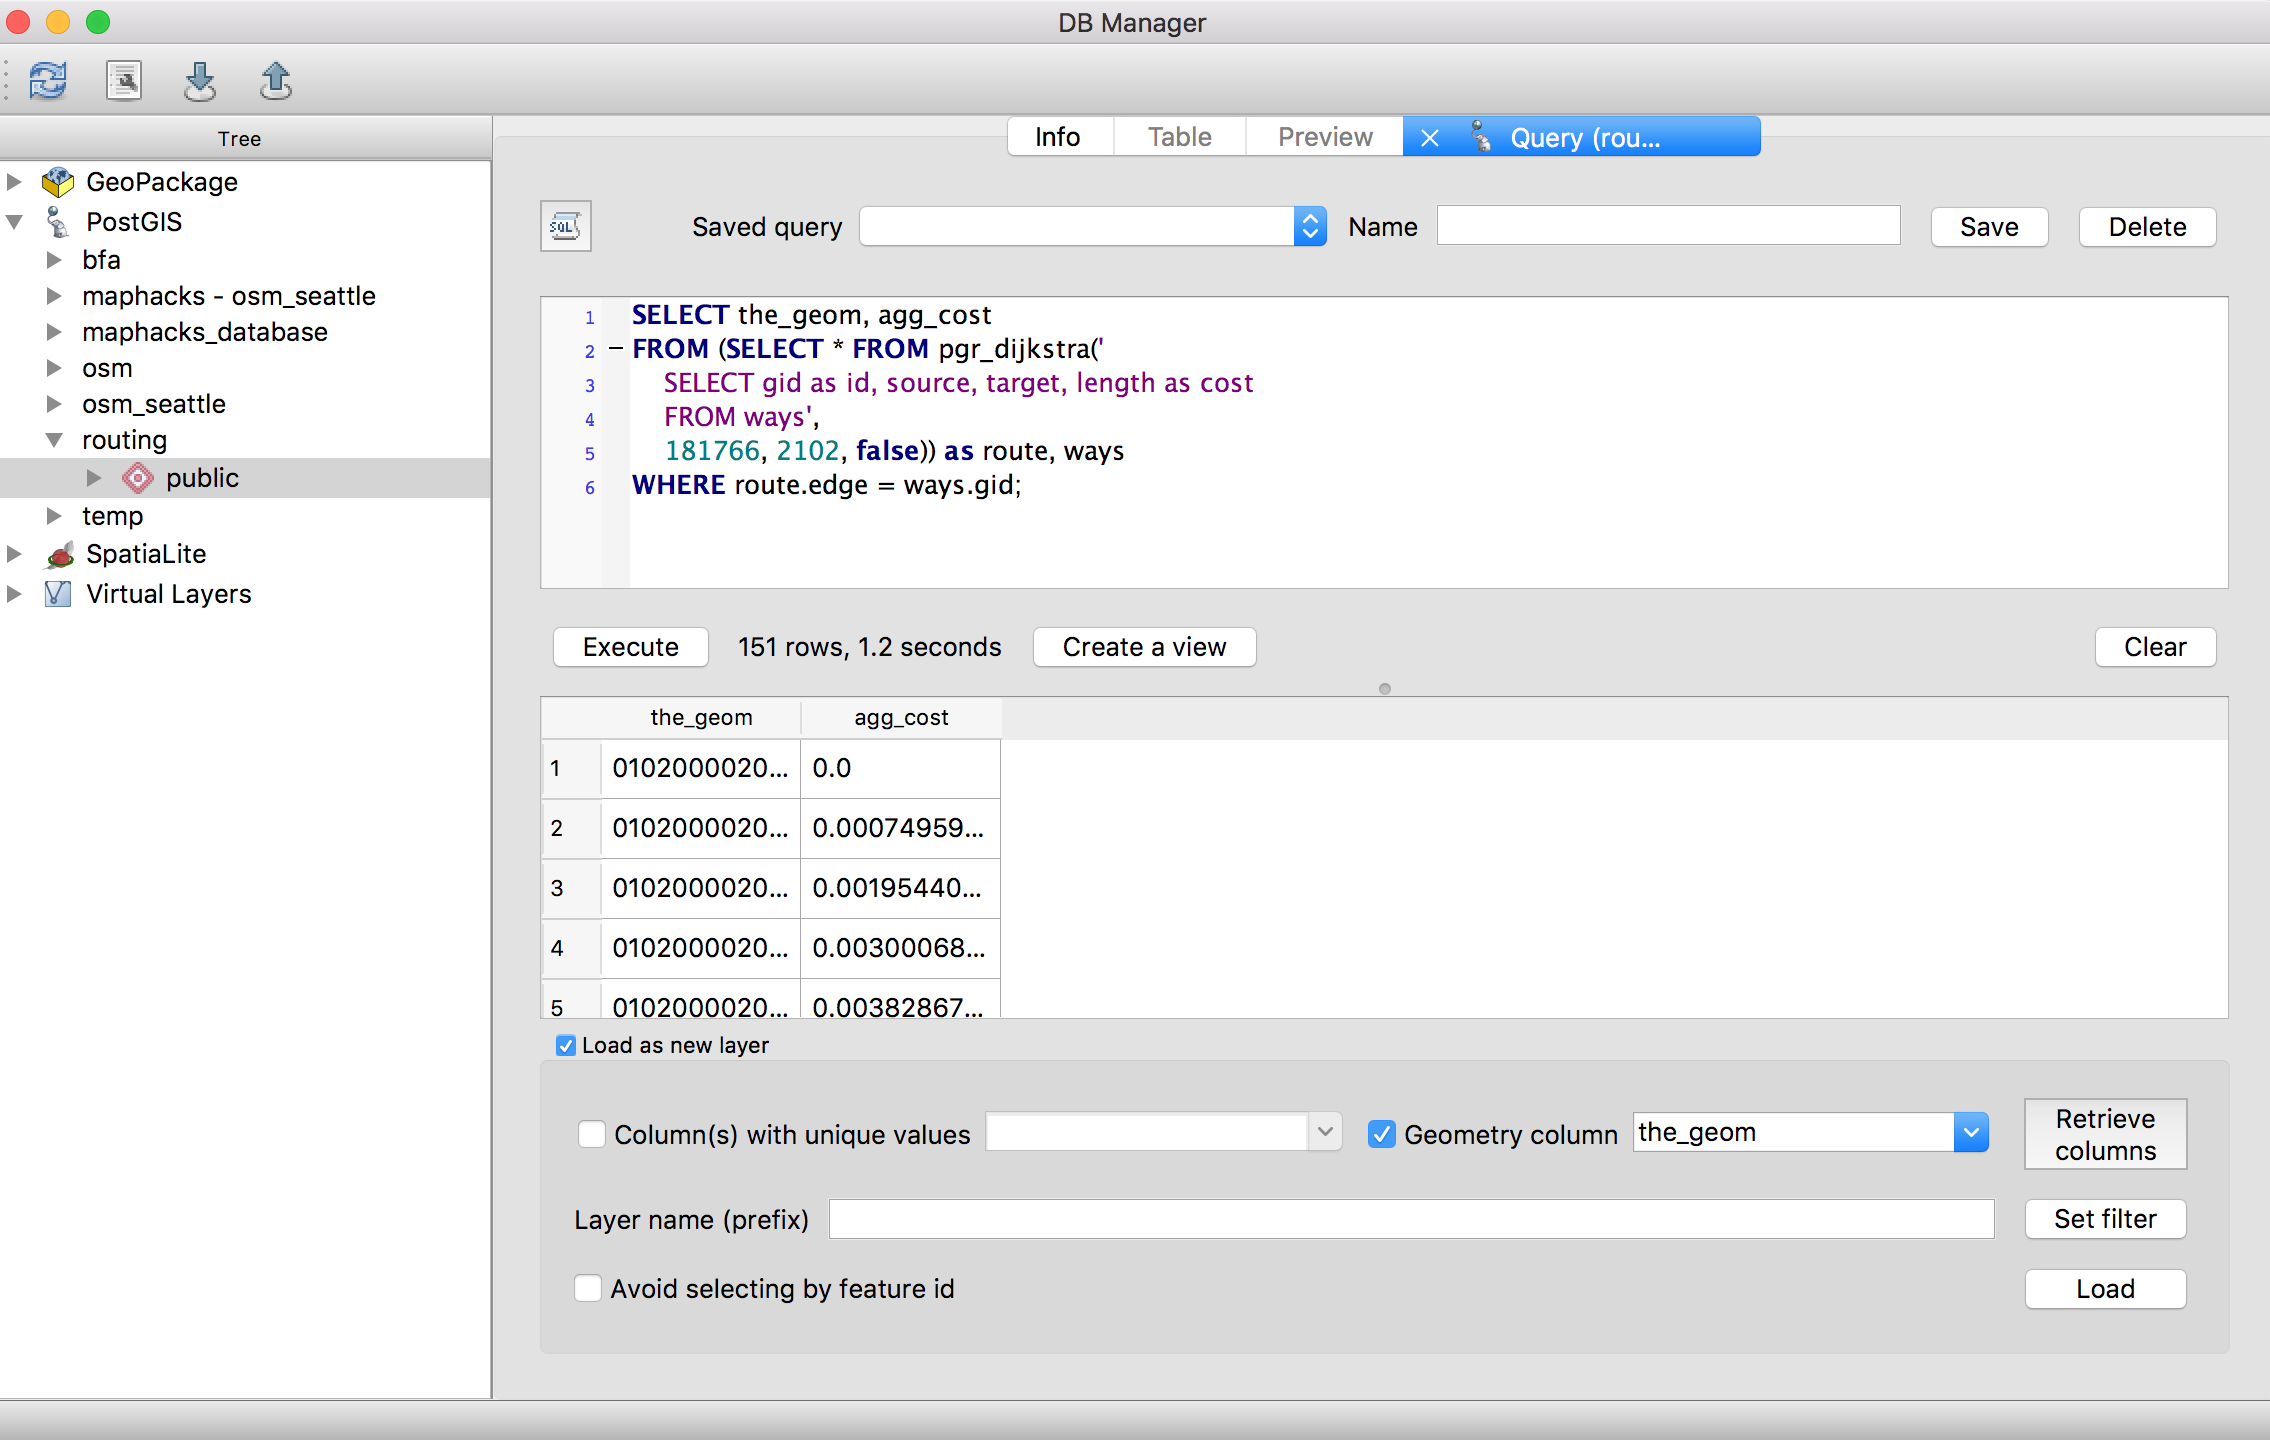 DB Manager
Tree
GeoPackage
PostGIS
bfa
maphacks - osm_seattle
maphacks_database
osm
osm_seattle
routing
public
temp
SpatiaLite
Virtual Layers
Info Table Preview Query (rou...
SQL Saved query Name Save Delete
1 SELECT the_geom, agg_cost
2 FROM (SELECT * FROM pgr_dijkstra('
3 SELECT gid as id, source, target, length as cost
4 FROM ways',
5 181766, 2102, false)) as route, ways
6 WHERE route.edge = ways.gid;
Execute 151 rows, 1.2 seconds Create a view Clear
the_geom agg_cost
1 0102000020... 0.0
2 0102000020... 0.00074959...
3 0102000020... 0.00195440...
4 0102000020... 0.00300068...
5 0102000020... 0.00382867...
Load as new layer
Column(s) with unique values Geometry column the_geom Retrieve
columns
Layer name (prefix) Set filter
Avoid selecting by feature id Load